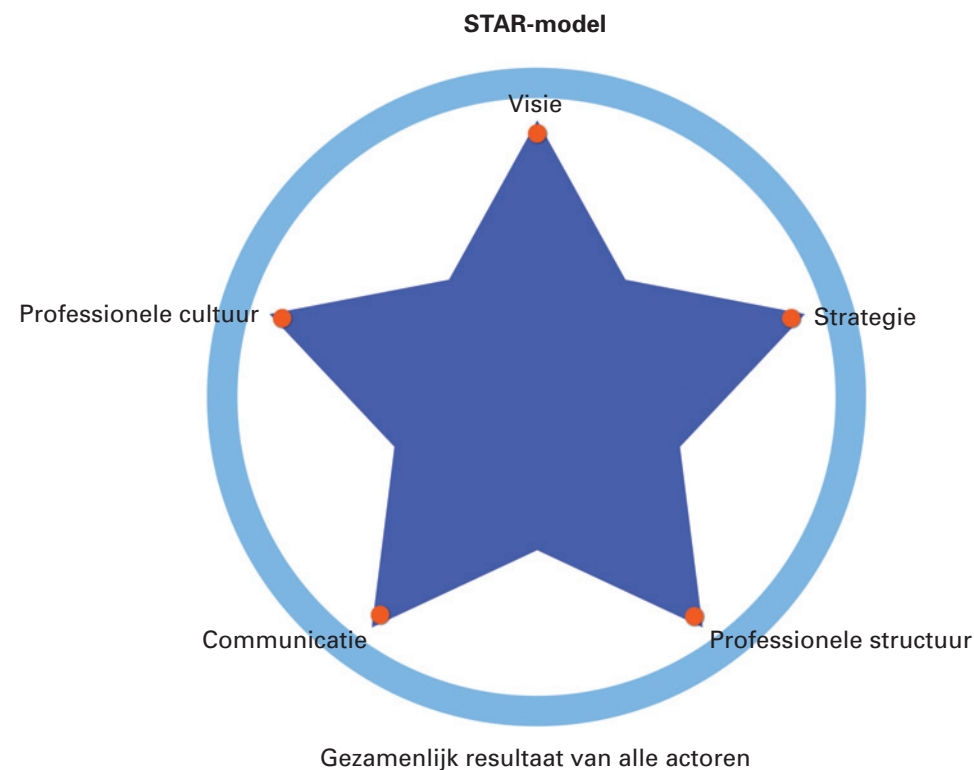 STAR-model
Visie
Professionele cultuur
Strategie
Communicatie
Professionele structuur
Gezamenlijk resultaat van alle actoren